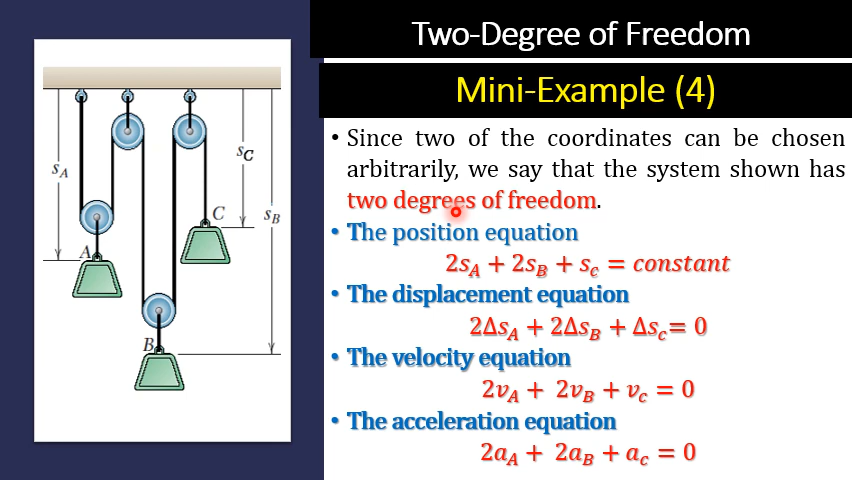 Two-Degree of Freedom
Mini-Example (4)
• Since two of the coordinates can be chosen
arbitrarily, we say that the system shown has
two degrees of freedom.
• The position equation
2s_A + 2s_B + s_c = constant
• The displacement equation
2Δs_A + 2Δs_B + Δs_c= 0
• The velocity equation
2v_A + 2v_B + v_c = 0
• The acceleration equation
2a_A + 2a_B + a_c = 0
s_A
s_C
s_B
C
A
B